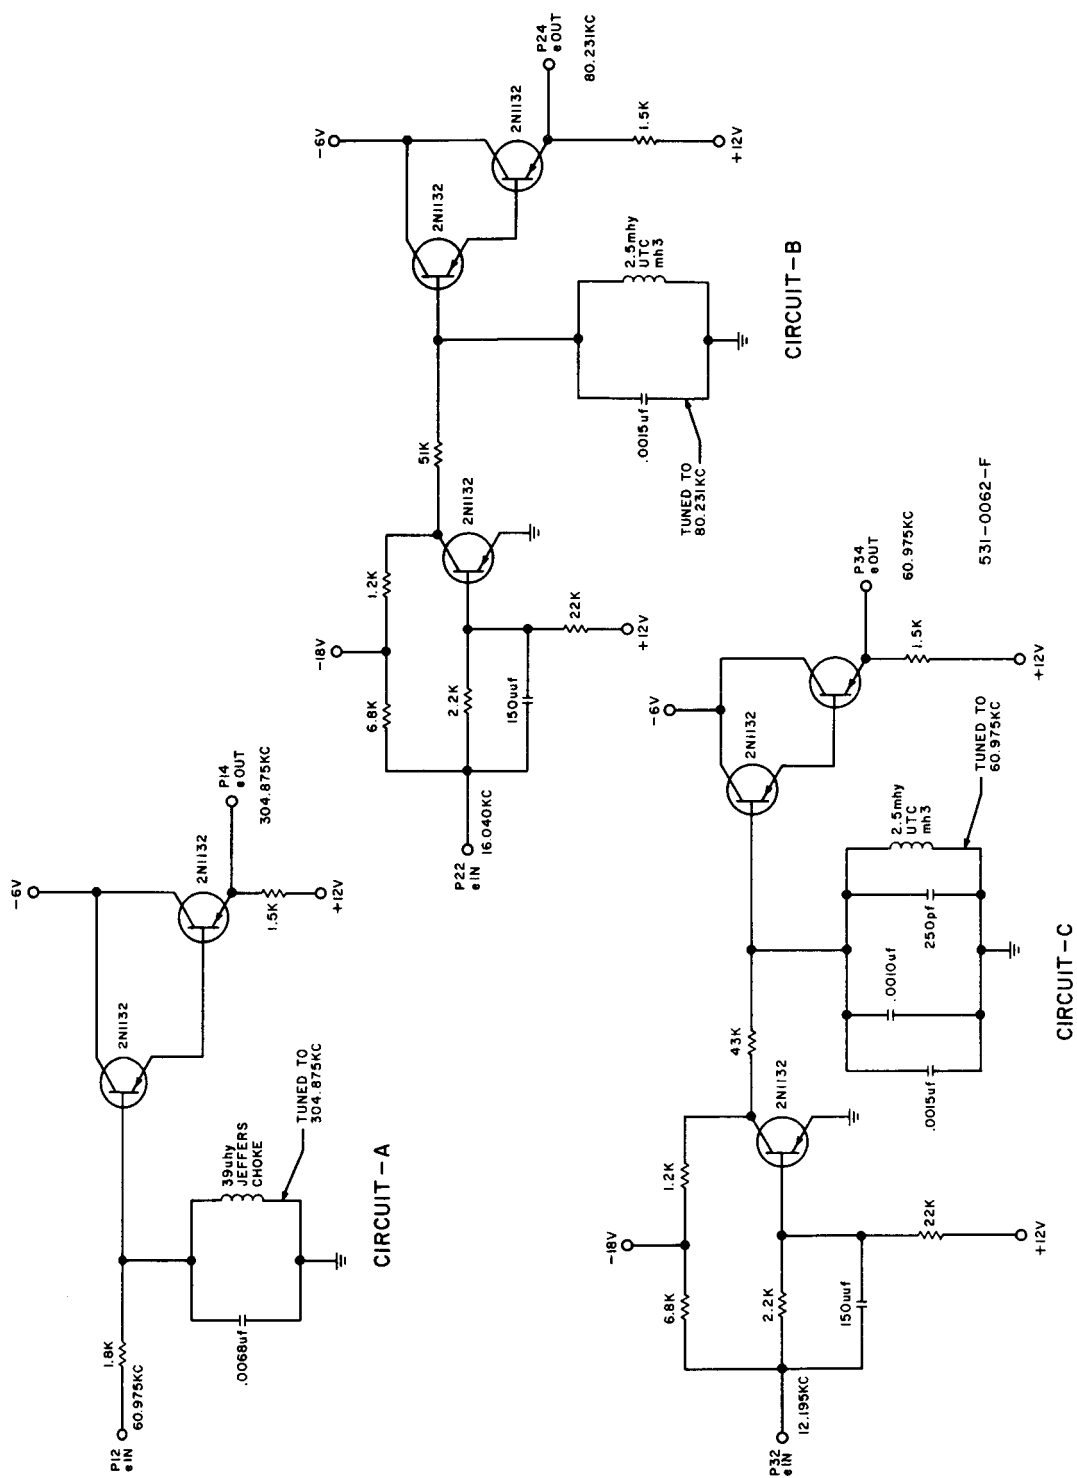 -6V
2N1132
2N1132
P12
eIN
60.975KC
1.8K
.0068uf
39uhy
JEFFERS
CHOKE
TUNED TO
304.875KC
1.5K
+12V
P14
eOUT
304.875KC
CIRCUIT-A
-6V
2N1132
2N1132
P24
eOUT
80.231KC
1.5K
+12V
51K
-18V
6.8K
1.2K
2N1132
P22
eIN
16.040KC
2.2K
150uuf
22K
+12V
.0015uf
2.5mhy
UTC
mh3
TUNED TO
80.231KC
CIRCUIT-B
-6V
2N1132
P34
eOUT
60.975KC
1.5K
+12V
43K
-18V
6.8K
1.2K
2N1132
P32
eIN
12.195KC
2.2K
150uuf
22K
+12V
.0015uf
.0010uf
250pf
2.5mhy
UTC
mh3
TUNED TO
60.975KC
CIRCUIT-C
531-0062-F